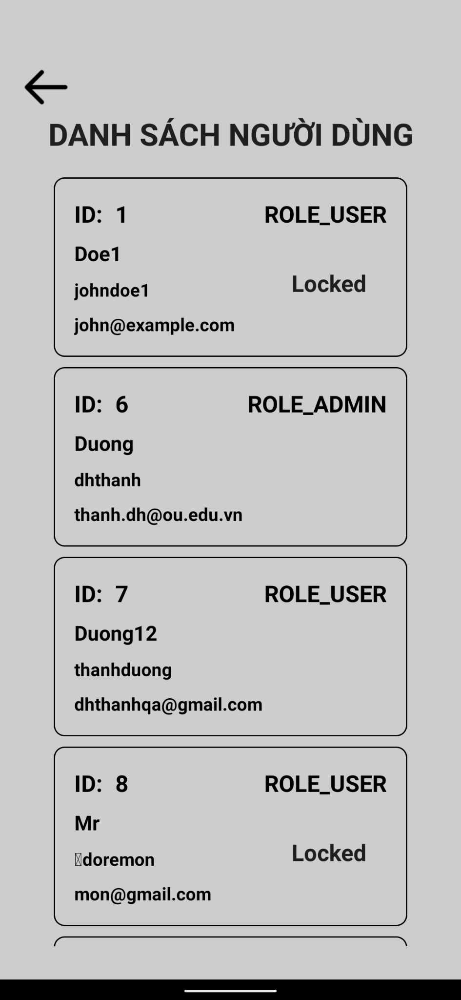 DANH SÁCH NGƯỜI DÙNG
ID: 1 ROLE_USER
Doe1
Locked
johndoe1
john@example.com
ID: 6 ROLE_ADMIN
Duong
dhthanh
thanh.dh@ou.edu.vn
ID: 7 ROLE_USER
Duong12
thanhduong
dhthanhqa@gmail.com
ID: 8 ROLE_USER
Mr
Locked
doremon
mon@gmail.com